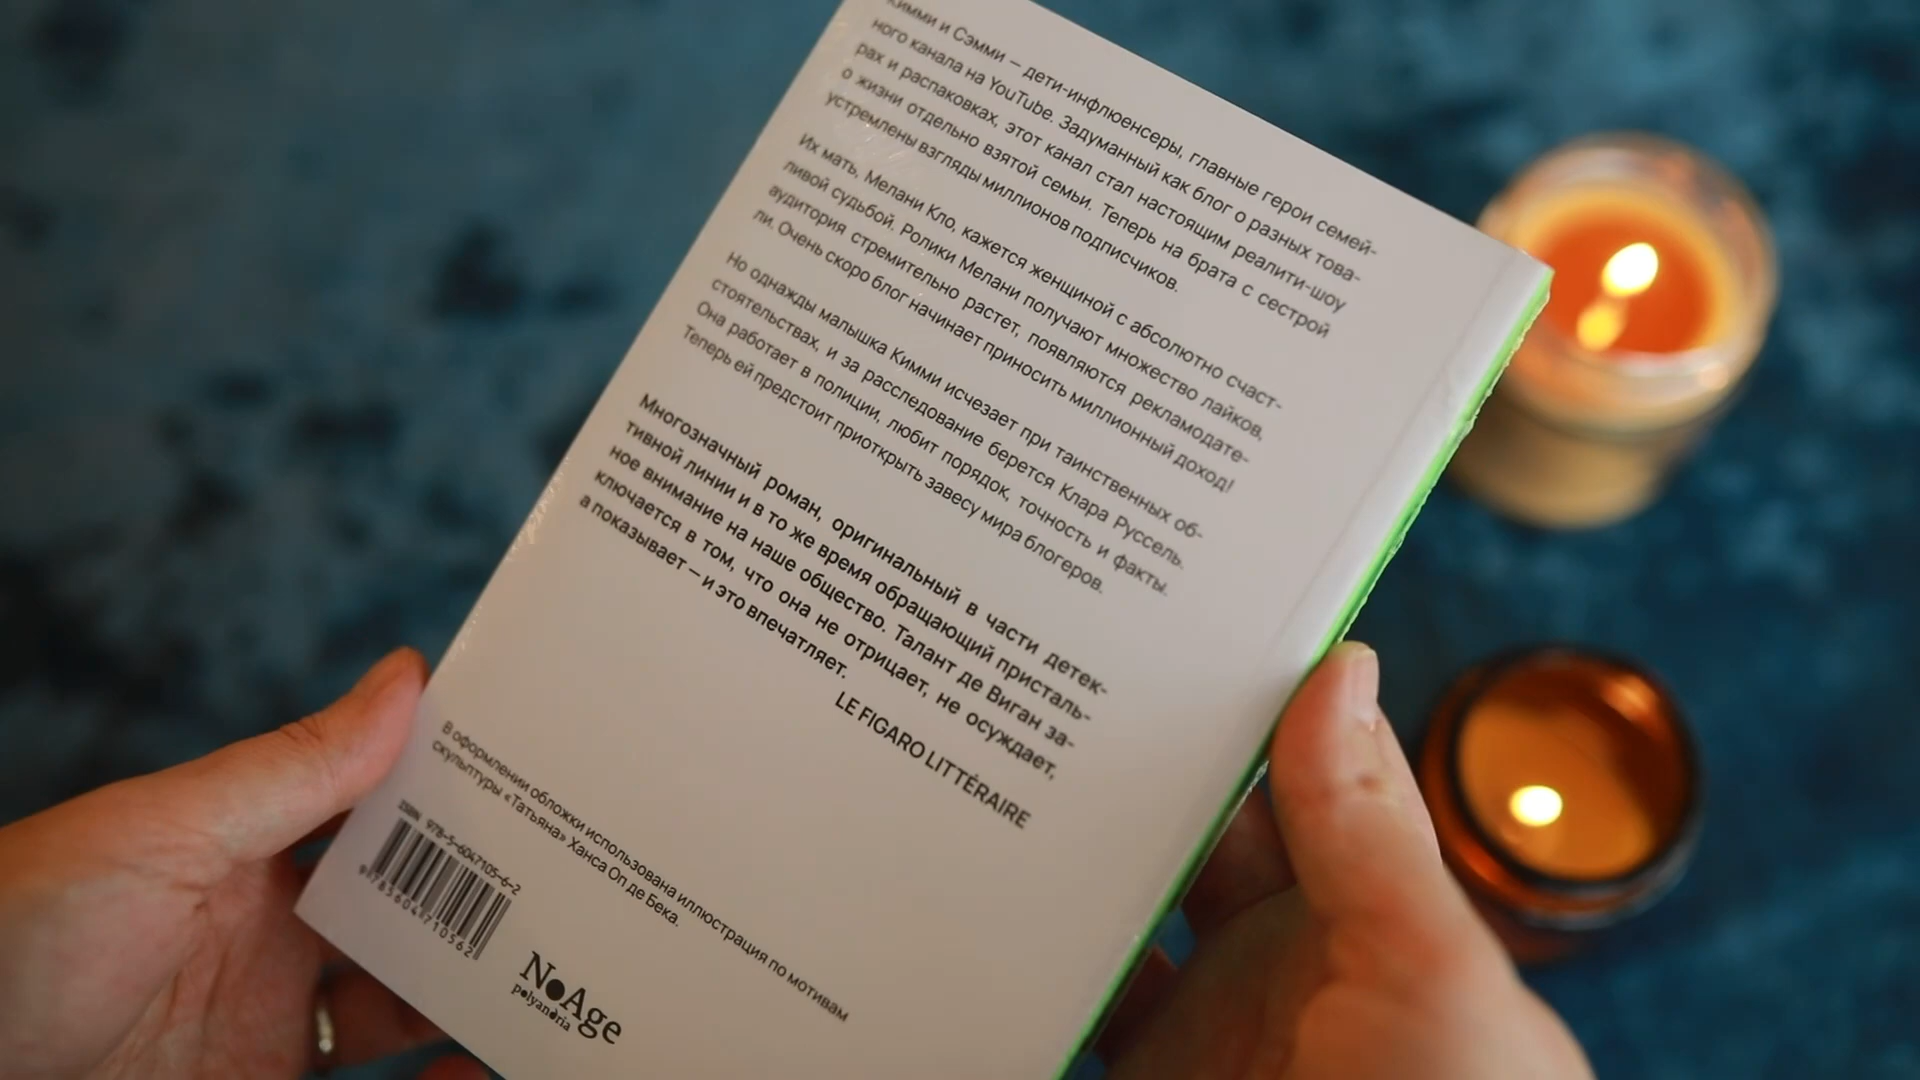 Кимми и Сэмми – дети-инфлюенсеры, главные герои семей-
ного канала на YouTube. Задуманный как блог о разных това-
рах и распаковках, этот канал стал настоящим реалити-шоу
о жизни отдельно взятой семьи. Теперь на брата с сестрой
устремлены взгляды миллионов подписчиков.
Их мать, Мелани Кло, кажется женщиной с абсолютно счаст-
ливой судьбой. Ролики Мелани получают множество лайков,
аудитория стремительно растет, появляются рекламодате-
ли. Очень скоро блог начинает приносить миллионный доход!
Но однажды малышка Кимми исчезает при таинственных об-
стоятельствах, и за расследование берется Клара Руссель.
Она работает в полиции, любит порядок, точность и факты.
Теперь ей предстоит приоткрыть завесу мира блогеров.
Многозначный роман, оригинальный в части детек-
тивной линии и в то же время обращающий присталь-
ное внимание на наше общество. Талант де Виган за-
ключается в том, что она не отрицает, не осуждает,
а показывает – и это впечатляет.
LE FIGARO LITTÉRAIRE
В оформлении обложки использована иллюстрация по мотивам
скульптуры «Татьяна» Ханса Оп де Бека.
ISBN 978-5-6047105-6-2
9 785604 710562
NoAge
polyandria